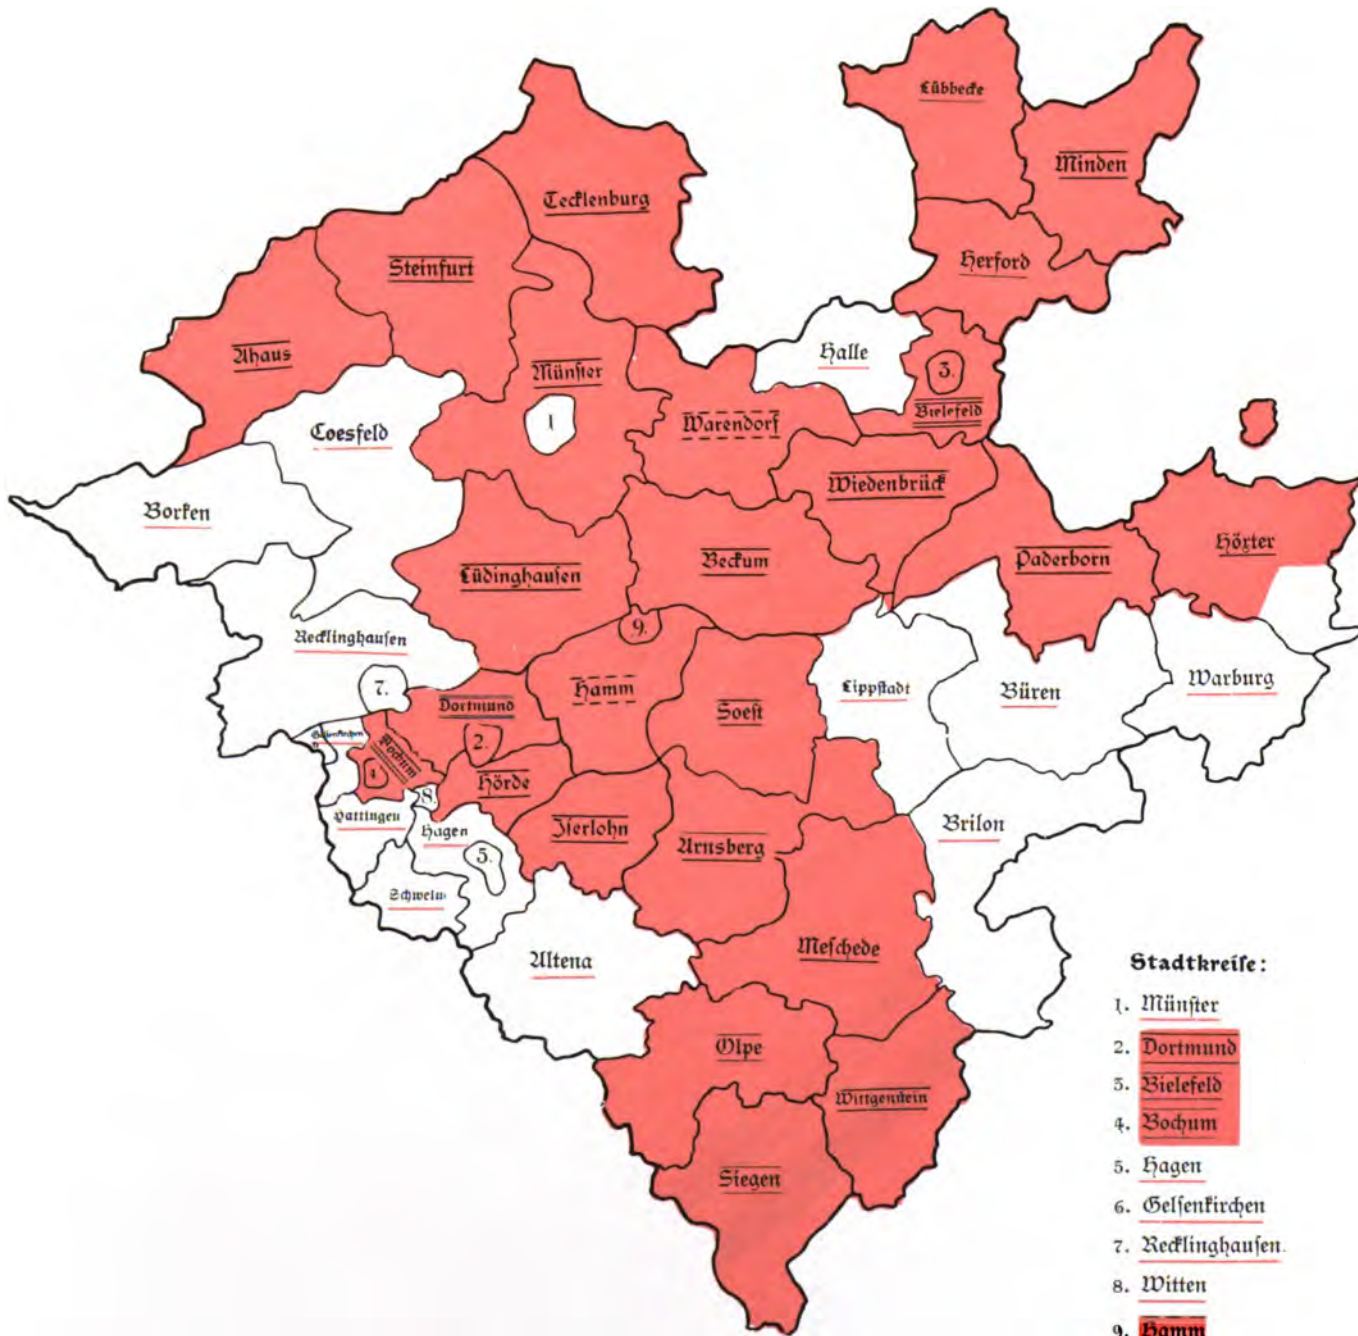 Lübbecke
Minden
Tecklenburg
Herford
Steinfurt
Ahaus
Halle
Münster
3.
Bielefeld
1
Warendorf
Coesfeld
Wiedenbrück
Borken
Höxter
Paderborn
Beckum
Lüdinghausen
9.
Recklinghausen
7.
Hamm
Lippstadt
Büren
Warburg
Dortmund
Soest
Gelsenkirchen
Bochum
2.
4.
Hörde
8.
Hattingen
Hagen
Iserlohn
Brilon
Arnsberg
5.
Schwelm
Altena
Meschede
Olpe
Wittgenstein
Siegen
Stadtkreise:
1. Münster
2. Dortmund
3. Bielefeld
4. Bochum
5. Hagen
6. Gelsenkirchen
7. Recklinghausen.
8. Witten
9. Hamm